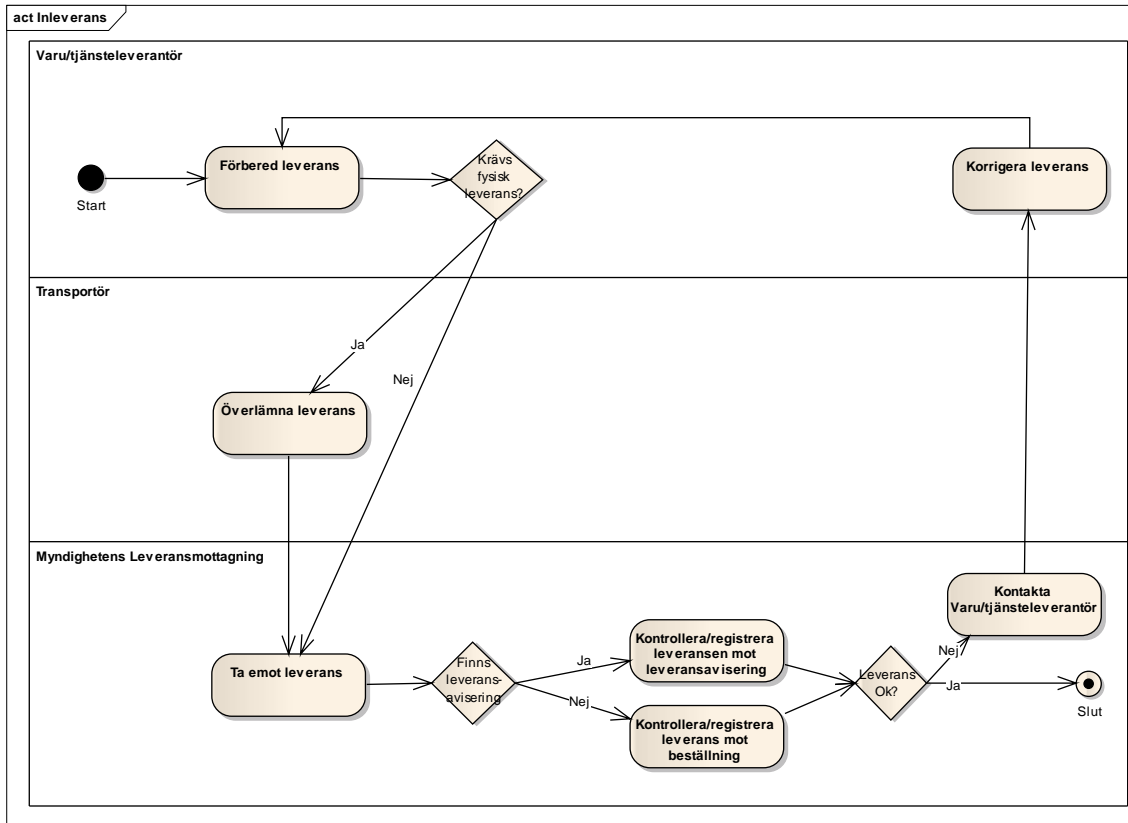 act Inleverans
Varu/tjänsteleverantör
Start
Förbered leverans
Krävs
fysisk
leverans?
Korrigera leverans
Transportör
Ja
Nej
Överlämna leverans
Myndighetens Leveransmottagning
Ta emot leverans
Finns
leverans-
avisering
Ja
Nej
Kontrollera/registrera
leveransen mot
leveransavisering
Kontrollera/registrera
leverans mot
beställning
Leverans
Ok?
Nej
Ja
Kontakta
Varu/tjänsteleverantör
Slut